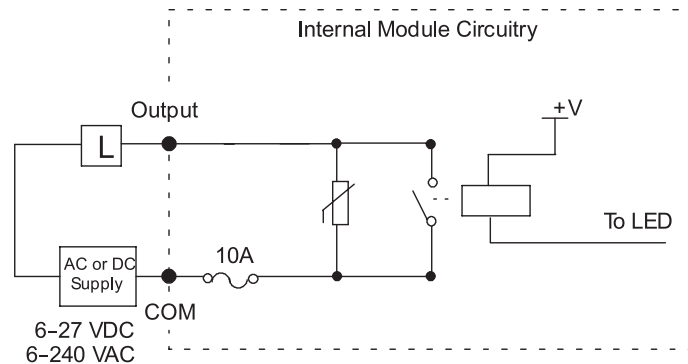 Internal Module Circuitry
Output
+V
L
To LED
10A
AC or DC
Supply
COM
6–27 VDC
6–240 VAC